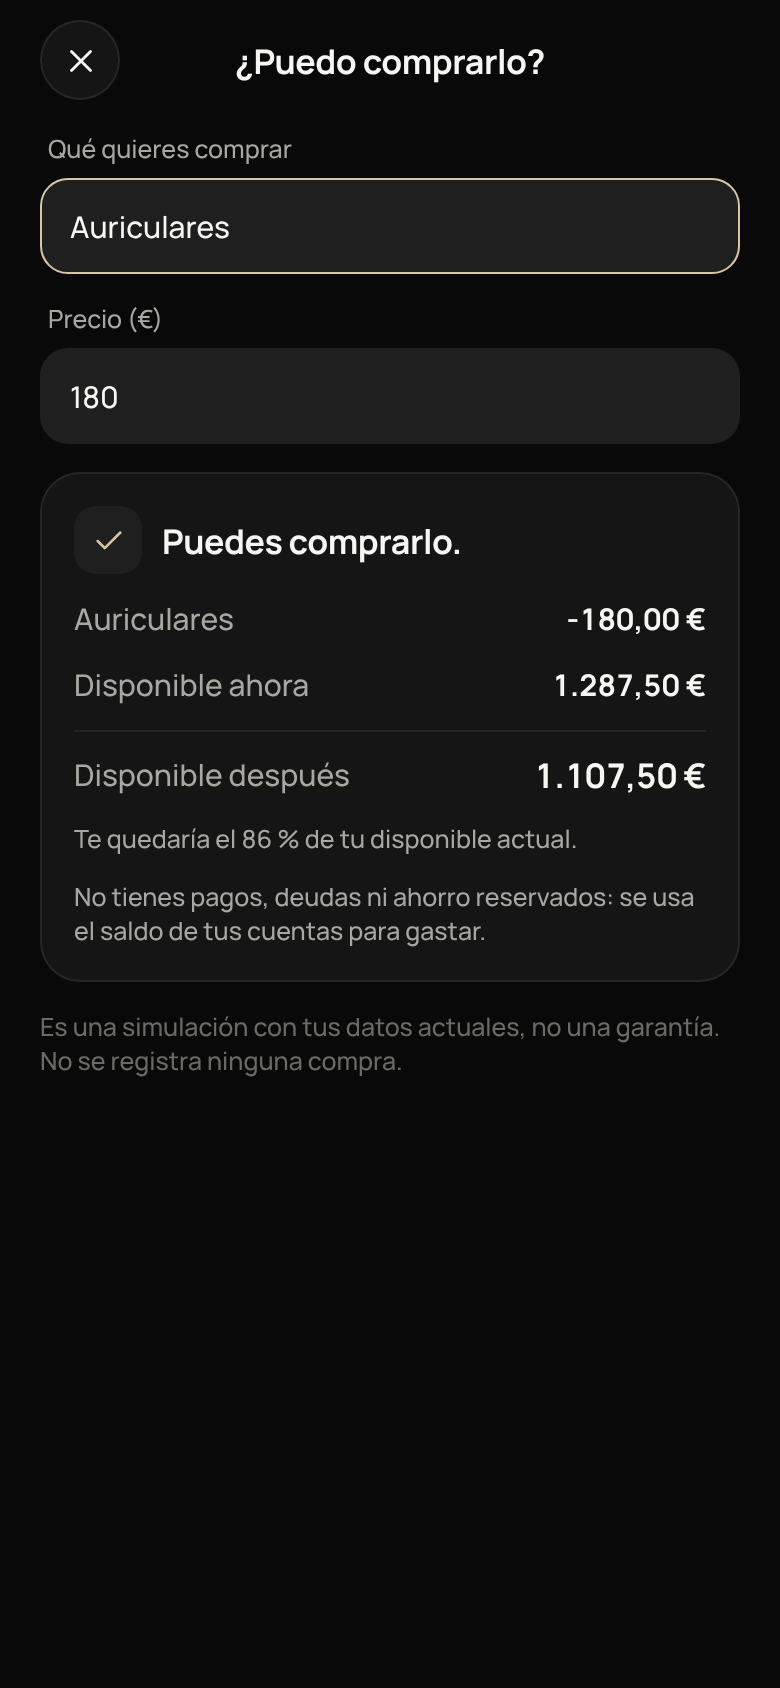 ¿Puedo comprarlo?
Qué quieres comprar
Auriculares
Precio (€)
180
Puedes comprarlo.
Auriculares -180,00 €
Disponible ahora 1.287,50 €
Disponible después 1.107,50 €
Te quedaría el 86 % de tu disponible actual.
No tienes pagos, deudas ni ahorro reservados: se usa
el saldo de tus cuentas para gastar.
Es una simulación con tus datos actuales, no una garantía.
No se registra ninguna compra.